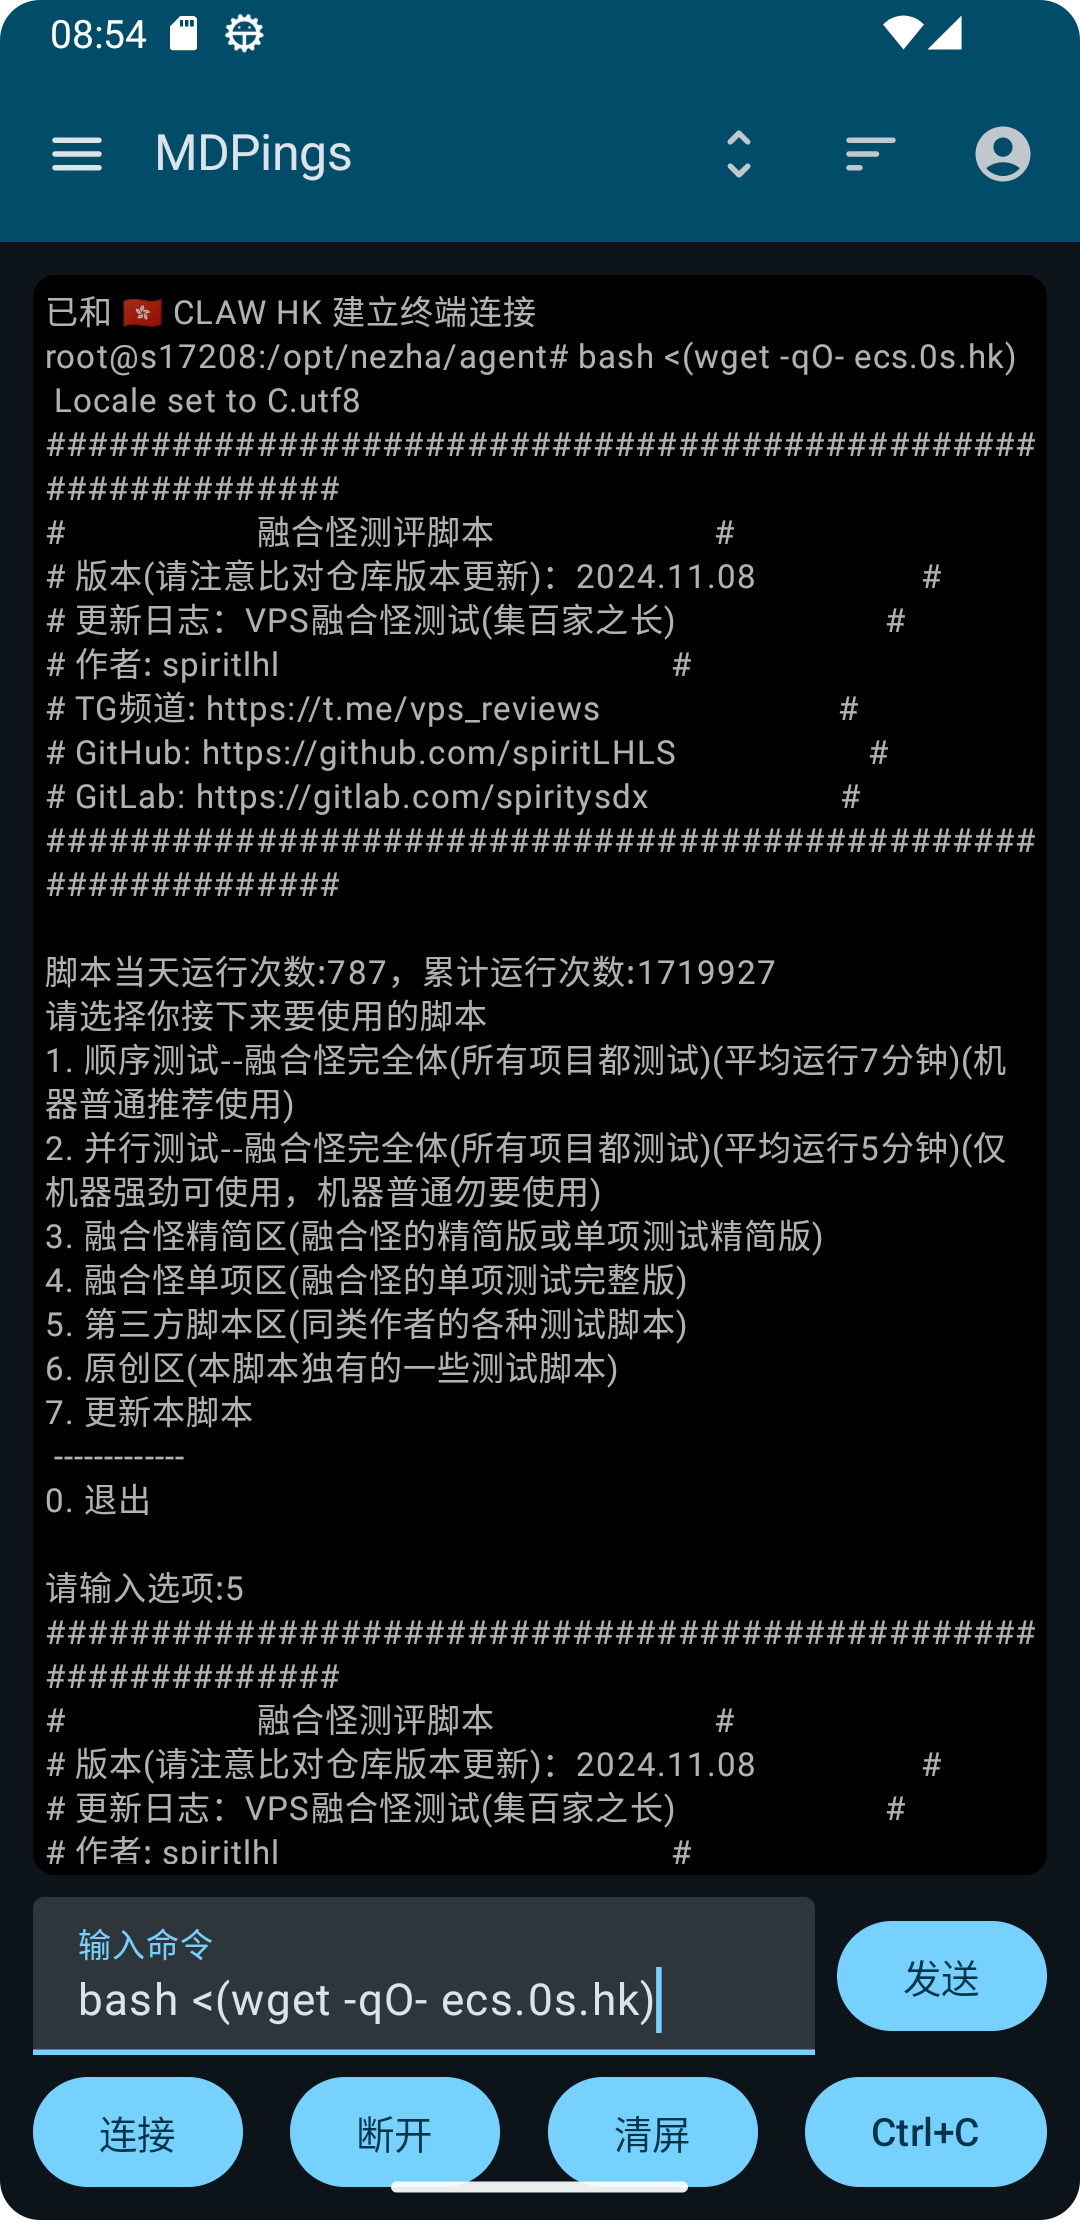 08:54
MDPings
已和 🇭🇰 CLAW HK 建立终端连接
root@s17208:/opt/nezha/agent# bash <(wget -qO- ecs.0s.hk)
Locale set to C.utf8
###############################################
##############
# 融合怪测评脚本 #
# 版本(请注意比对仓库版本更新)：2024.11.08 #
# 更新日志：VPS融合怪测试(集百家之长) #
# 作者: spiritlhl #
# TG频道: https://t.me/vps_reviews #
# GitHub: https://github.com/spiritLHLS #
# GitLab: https://gitlab.com/spiritysdx #
###############################################
##############
脚本当天运行次数:787，累计运行次数:1719927
请选择你接下来要使用的脚本
1. 顺序测试--融合怪完全体(所有项目都测试)(平均运行7分钟)(机
器普通推荐使用)
2. 并行测试--融合怪完全体(所有项目都测试)(平均运行5分钟)(仅
机器强劲可使用，机器普通勿要使用)
3. 融合怪精简区(融合怪的精简版或单项测试精简版)
4. 融合怪单项区(融合怪的单项测试完整版)
5. 第三方脚本区(同类作者的各种测试脚本)
6. 原创区(本脚本独有的一些测试脚本)
7. 更新本脚本
-------------
0. 退出
请输入选项:5
###############################################
##############
# 融合怪测评脚本 #
# 版本(请注意比对仓库版本更新)：2024.11.08 #
# 更新日志：VPS融合怪测试(集百家之长) #
# 作者: spiritlhl #
输入命令
bash <(wget -qO- ecs.0s.hk)
发送
连接 断开 清屏 Ctrl+C